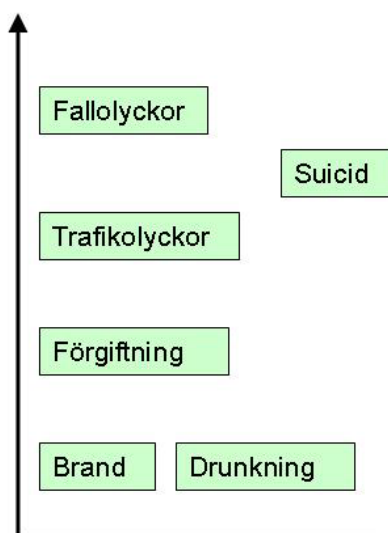 Fallolyckor
Suicid
Trafikolyckor
Förgiftning
Brand Drunkning